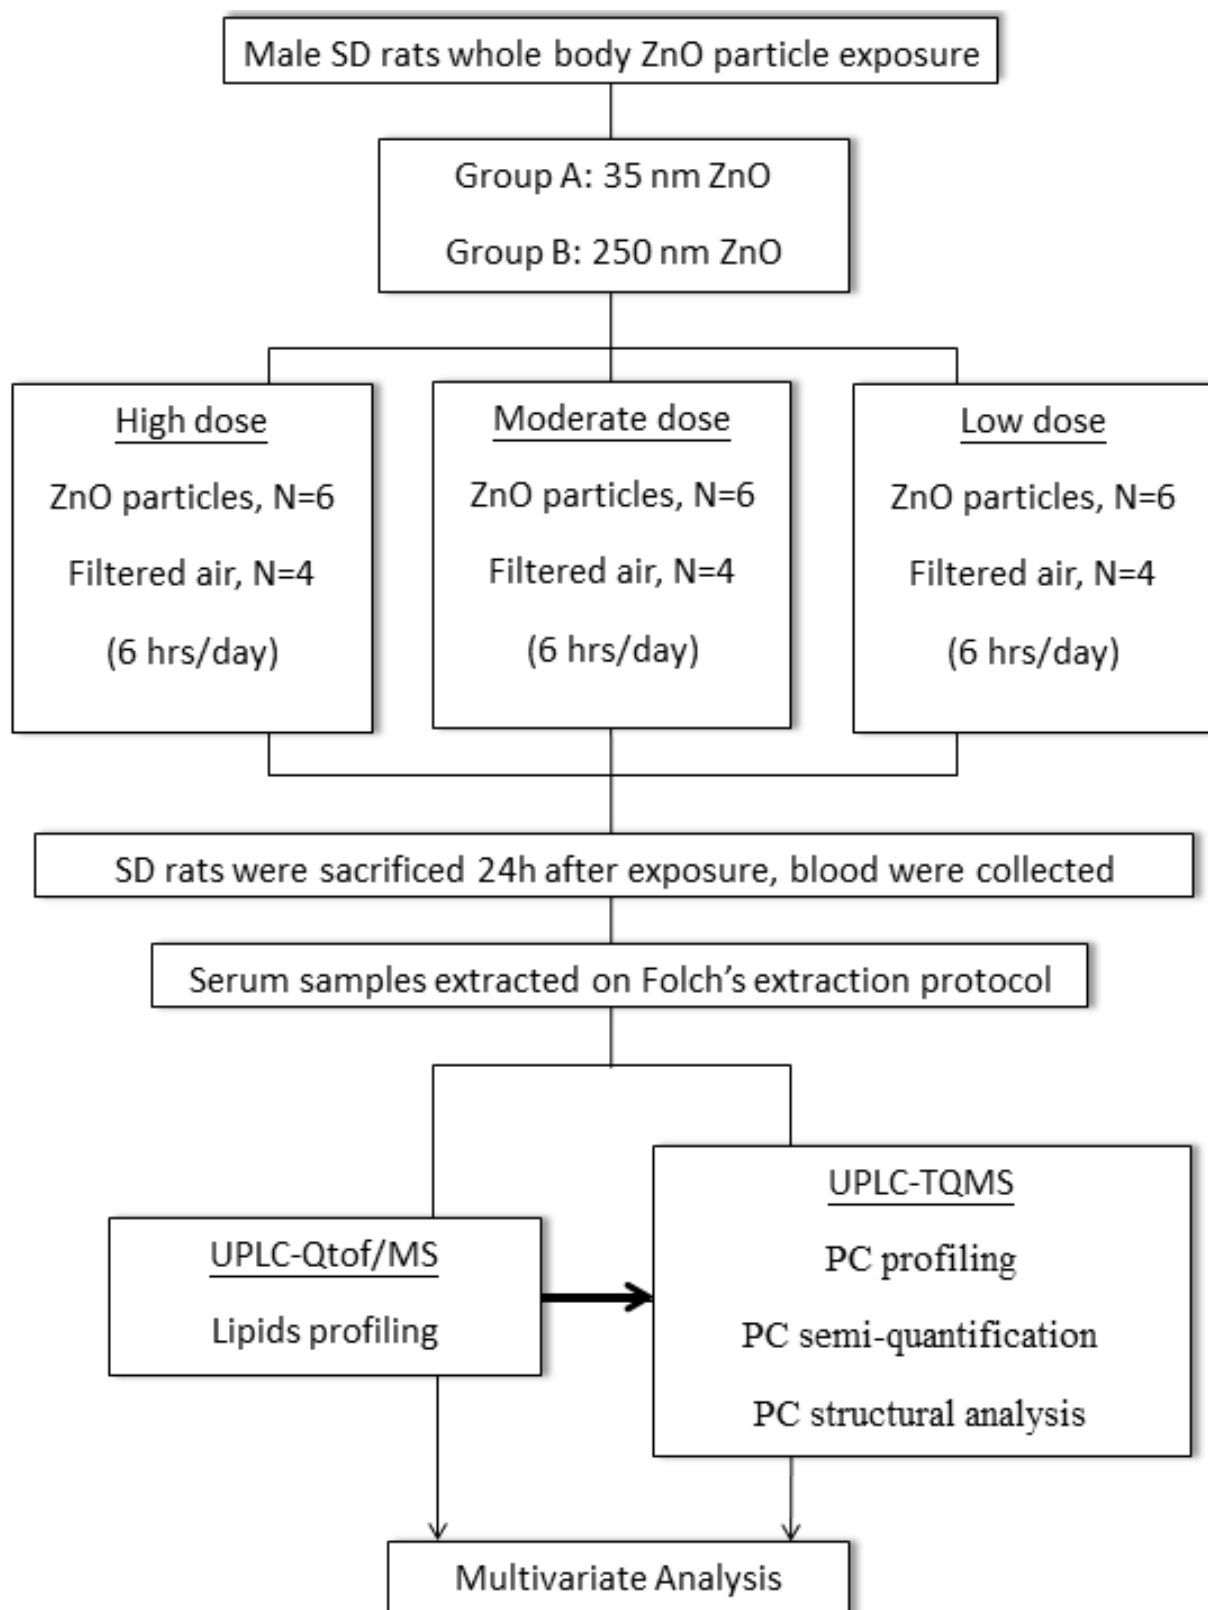 Male SD rats whole body ZnO particle exposure
Group A: 35 nm ZnO
Group B: 250 nm ZnO
High dose
ZnO particles, N=6
Filtered air, N=4
(6 hrs/day)
Moderate dose
ZnO particles, N=6
Filtered air, N=4
(6 hrs/day)
Low dose
ZnO particles, N=6
Filtered air, N=4
(6 hrs/day)
SD rats were sacrificed 24h after exposure, blood were collected
Serum samples extracted on Folch’s extraction protocol
UPLC-Qtof/MS
Lipids profiling
UPLC-TQMS
PC profiling
PC semi-quantification
PC structural analysis
Multivariate Analysis